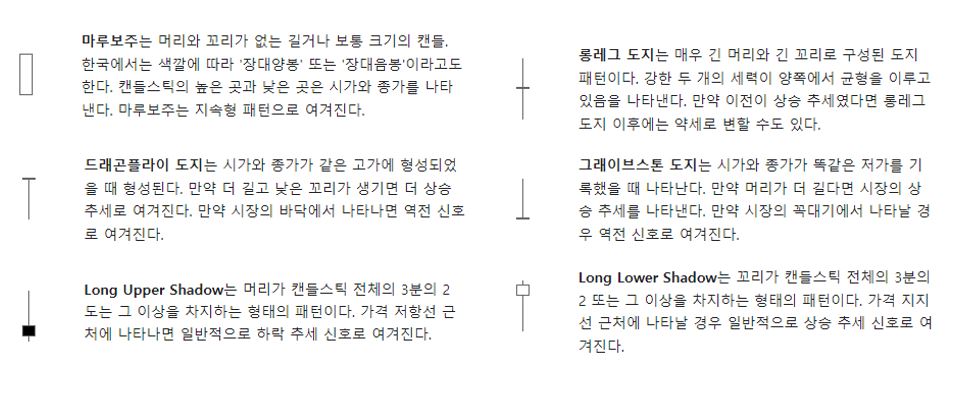 마루보주는 머리와 꼬리가 없는 길거나 보통 크기의 캔들.
한국에서는 색깔에 따라 '장대양봉' 또는 '장대음봉'이라고도
한다. 캔들스틱의 높은 곳과 낮은 곳은 시가와 종가를 나타
낸다. 마루보주는 지속형 패턴으로 여겨진다.
롱레그 도지는 매우 긴 머리와 긴 꼬리로 구성된 도지
패턴이다. 강한 두 개의 세력이 양쪽에서 균형을 이루고
있음을 나타낸다. 만약 이전이 상승 추세였다면 롱레그
도지 이후에는 약세로 변할 수도 있다.
드래곤플라이 도지는 시가와 종가가 같은 고가에 형성되었
을 때 형성된다. 만약 더 길고 낮은 꼬리가 생기면 더 상승
추세로 여겨진다. 만약 시장의 바닥에서 나타나면 역전 신호
로 여겨진다.
그래이브스톤 도지는 시가와 종가가 똑같은 저가를 기
록했을 때 나타난다. 만약 머리가 더 길다면 시장의 상
승 추세를 나타낸다. 만약 시장의 꼭대기에서 나타날 경
우 역전 신호로 여겨진다.
Long Upper Shadow는 머리가 캔들스틱 전체의 3분의 2
도는 그 이상을 차지하는 형태의 패턴이다. 가격 저항선 근
처에 나타나면 일반적으로 하락 추세 신호로 여겨진다.
Long Lower Shadow는 꼬리가 캔들스틱 전체의 3분의
2 또는 그 이상을 차지하는 형태의 패턴이다. 가격 지지
선 근처에 나타날 경우 일반적으로 상승 추세 신호로 여
겨진다.